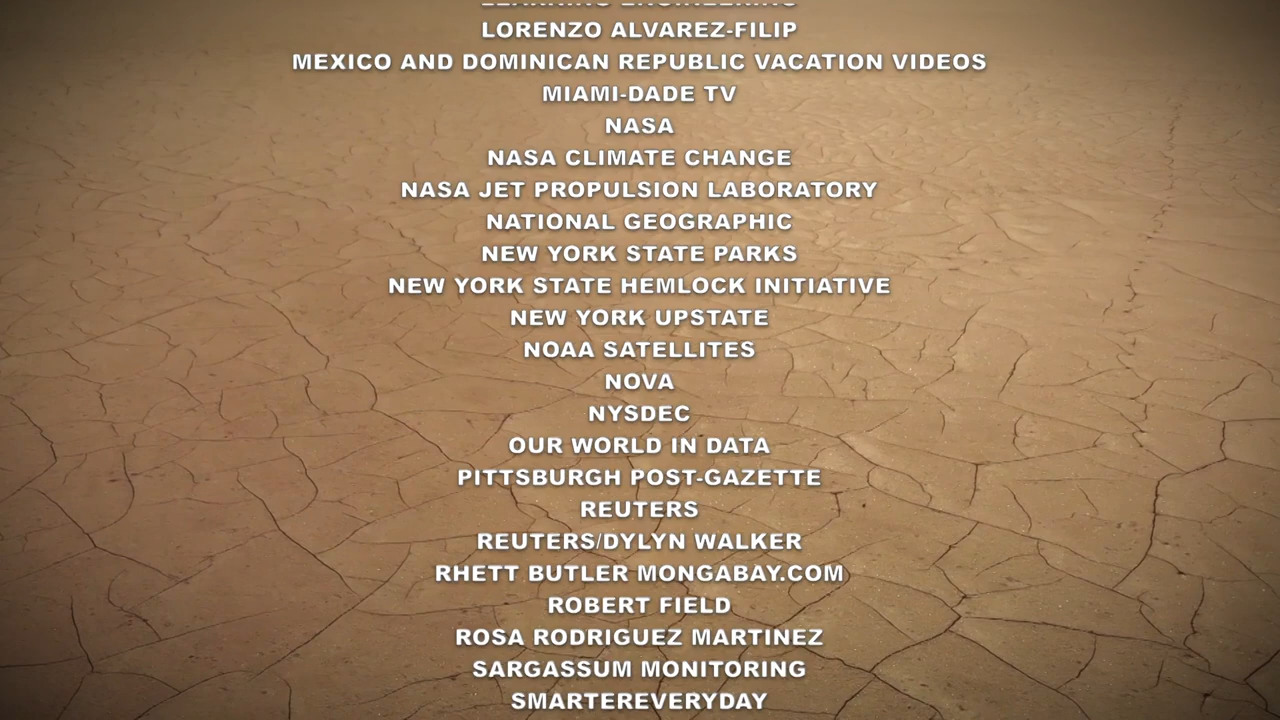 LEARNING ENGINEERING
LORENZO ALVAREZ-FILIP
MEXICO AND DOMINICAN REPUBLIC VACATION VIDEOS
MIAMI-DADE TV
NASA
NASA CLIMATE CHANGE
NASA JET PROPULSION LABORATORY
NATIONAL GEOGRAPHIC
NEW YORK STATE PARKS
NEW YORK STATE HEMLOCK INITIATIVE
NEW YORK UPSTATE
NOAA SATELLITES
NOVA
NYSDEC
OUR WORLD IN DATA
PITTSBURGH POST-GAZETTE
REUTERS
REUTERS/DYLYN WALKER
RHETT BUTLER MONGABAY.COM
ROBERT FIELD
ROSA RODRIGUEZ MARTINEZ
SARGASSUM MONITORING
SMARTEREVERYDAY